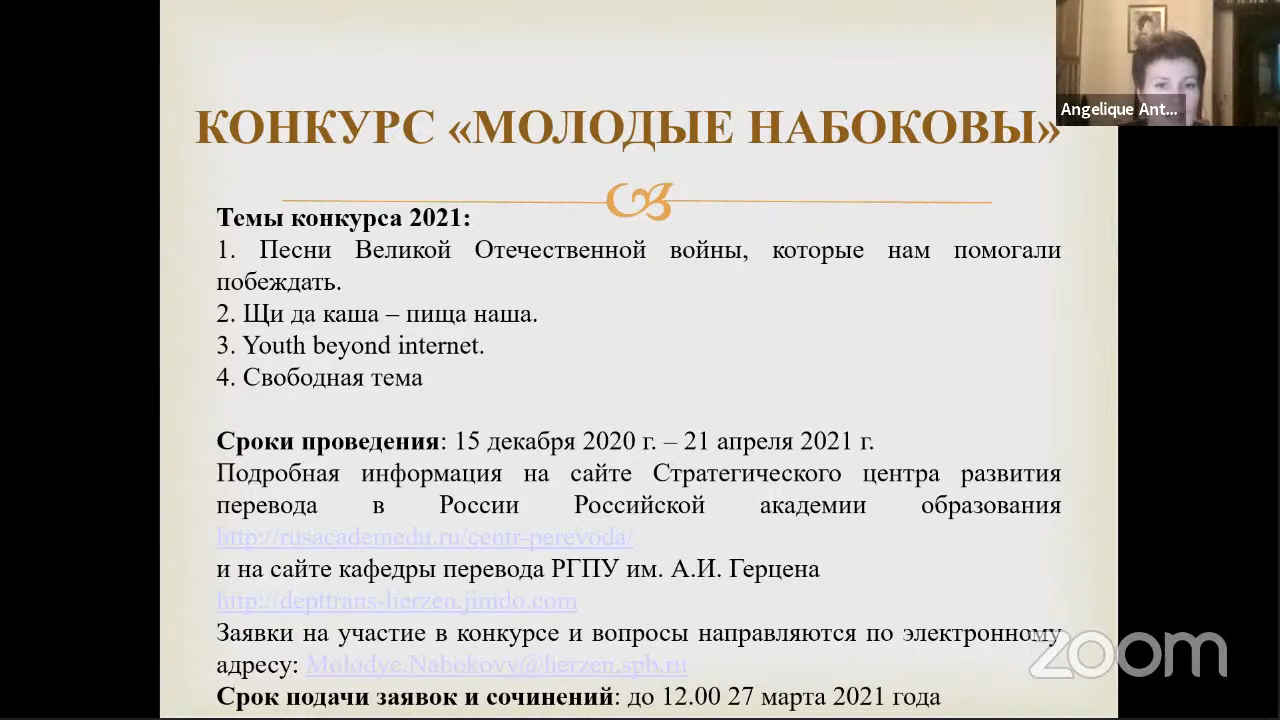 КОНКУРС «МОЛОДЫЕ НАБОКОВЫ»
Темы конкурса 2021:
1. Песни Великой Отечественной войны, которые нам помогали
побеждать.
2. Щи да каша – пища наша.
3. Youth beyond internet.
4. Свободная тема
Сроки проведения: 15 декабря 2020 г. – 21 апреля 2021 г.
Подробная информация на сайте Стратегического центра развития
перевода в России Российской академии образования
http://rusacademedu.ru/centr-perevoda/
и на сайте кафедры перевода РГПУ им. А.И. Герцена
http://depttrans-herzen.jimdo.com
Заявки на участие в конкурсе и вопросы направляются по электронному
адресу: Molodye.Nabokovy@herzen.spb.ru
Срок подачи заявок и сочинений: до 12.00 27 марта 2021 года
Angelique Ant...
zoom